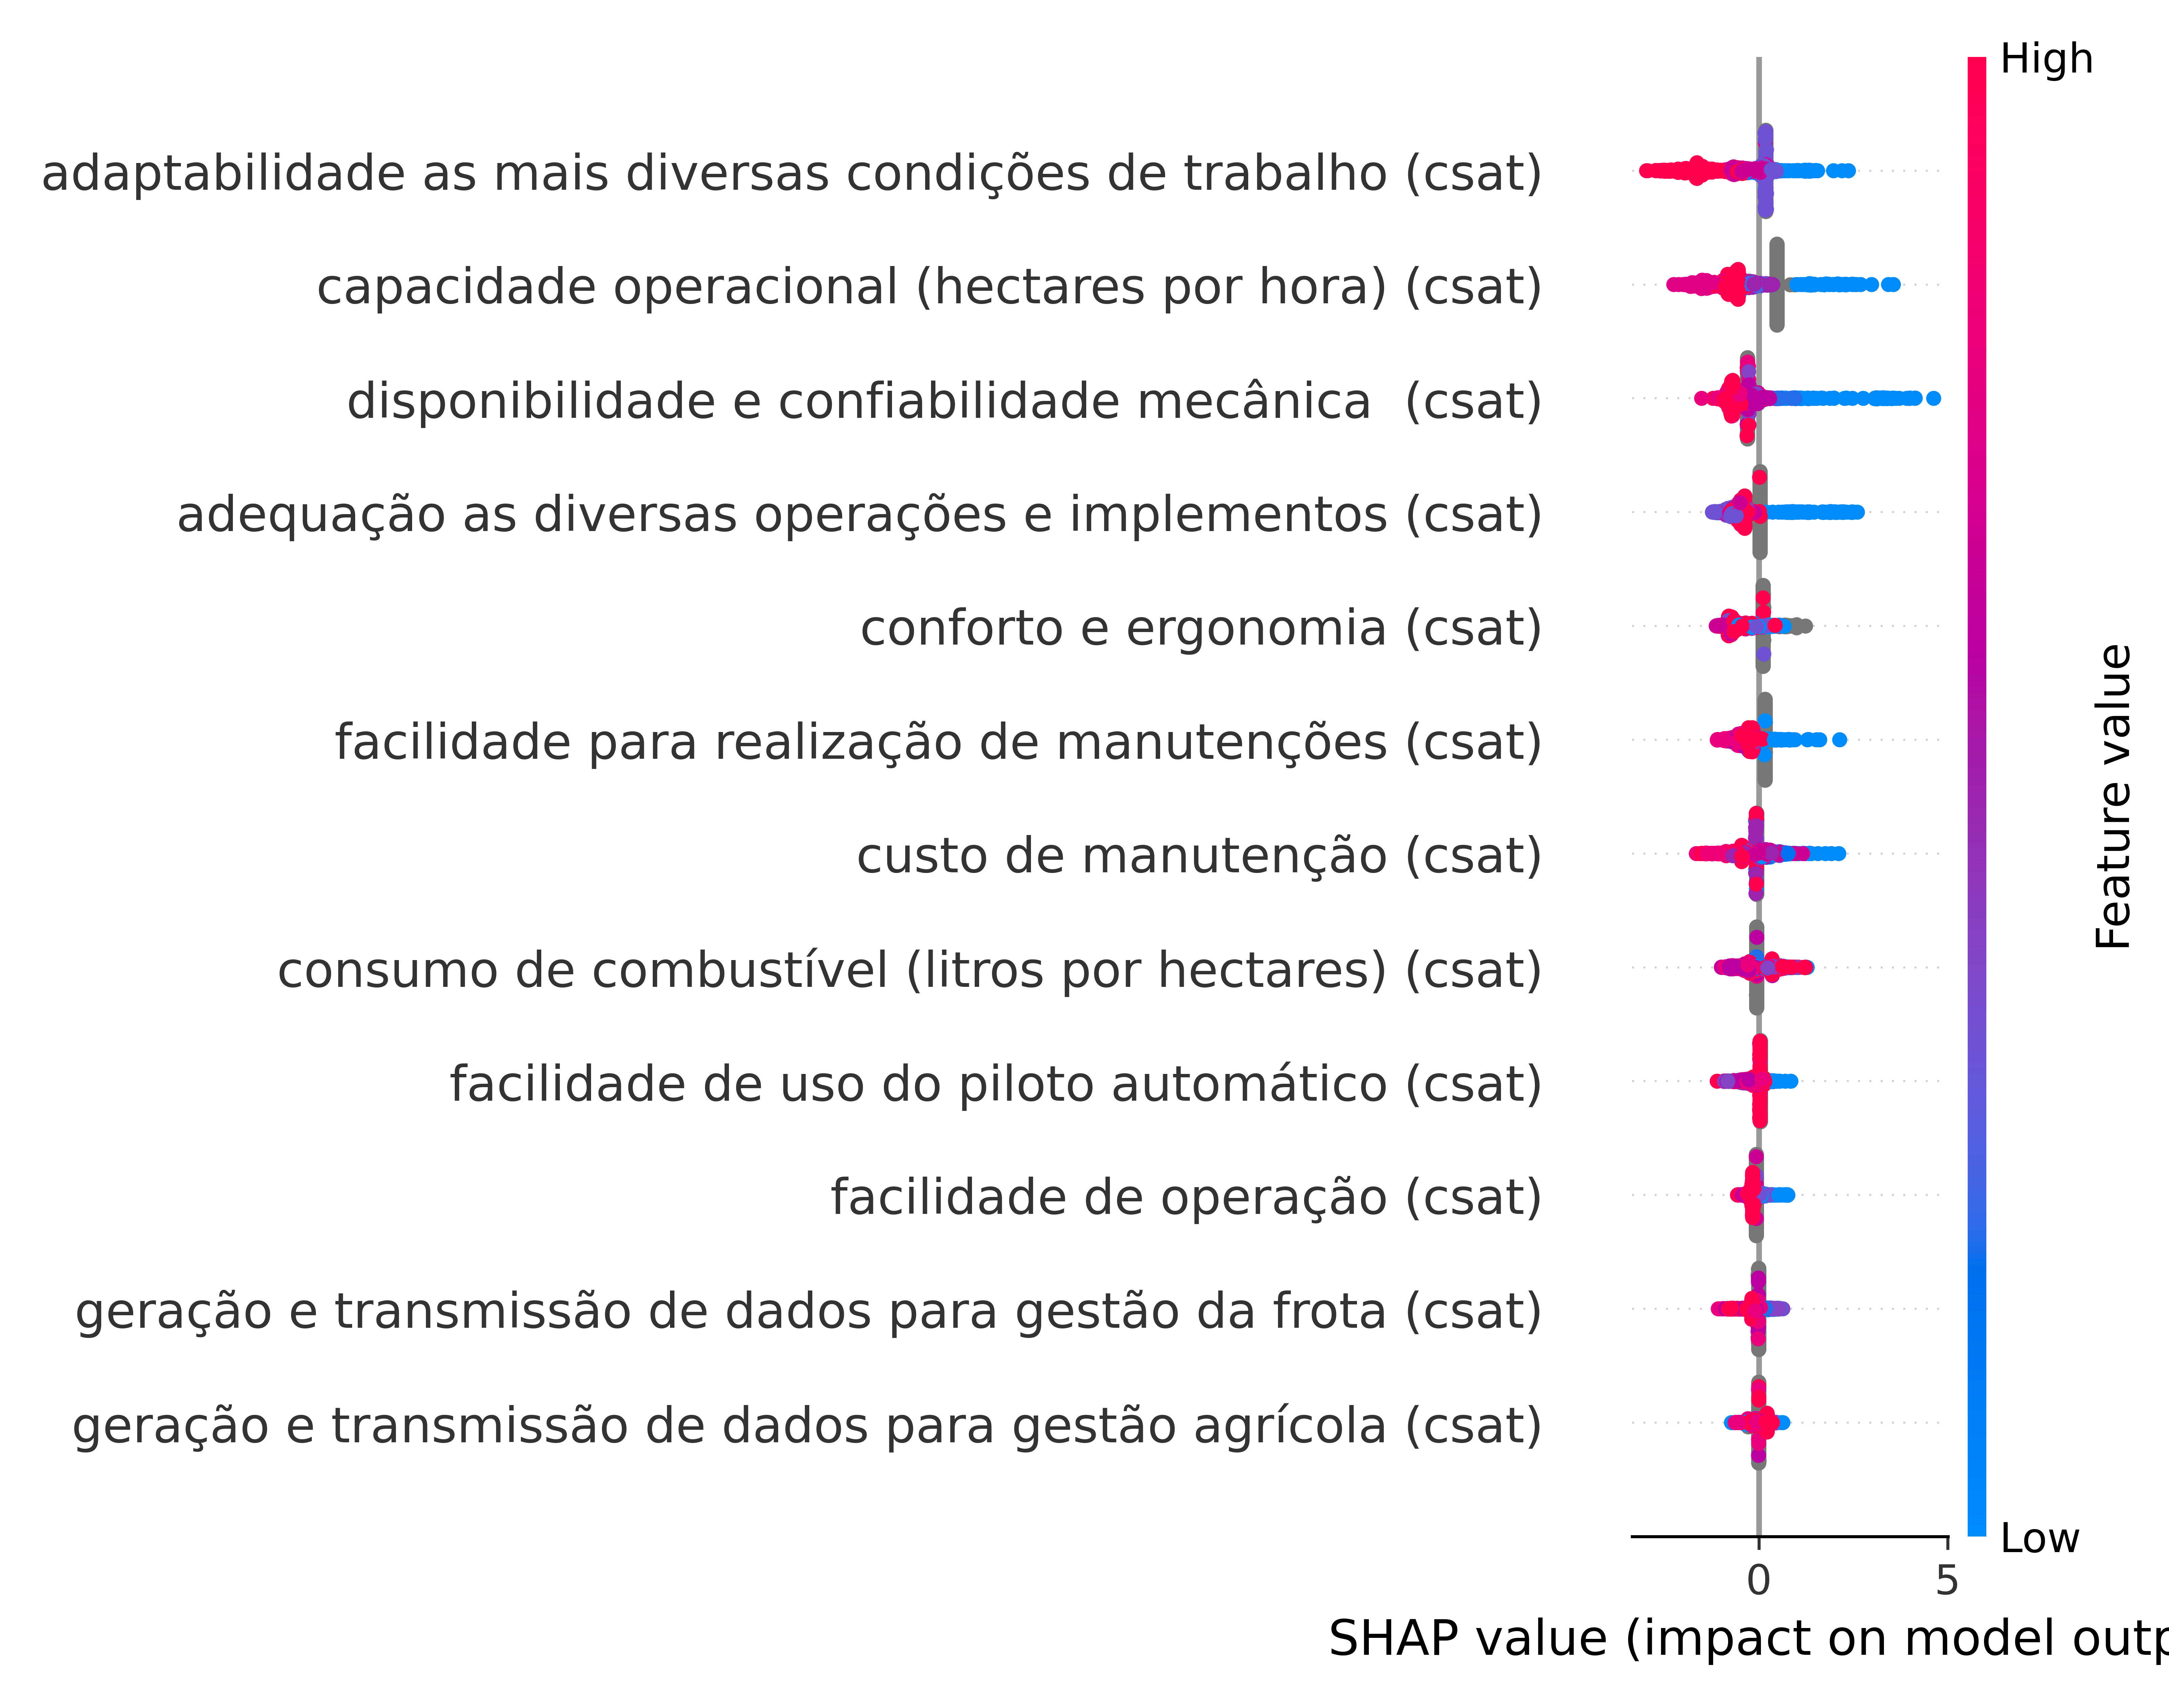 High
adaptabilidade as mais diversas condições de trabalho (csat)
capacidade operacional (hectares por hora) (csat)
disponibilidade e confiabilidade mecânica  (csat)
adequação as diversas operações e implementos (csat)
conforto e ergonomia (csat)
facilidade para realização de manutenções (csat)
custo de manutenção (csat)
consumo de combustível (litros por hectares) (csat)
facilidade de uso do piloto automático (csat)
facilidade de operação (csat)
geração e transmissão de dados para gestão da frota (csat)
geração e transmissão de dados para gestão agrícola (csat)
Feature value
Low
0 5
SHAP value (impact on model outp